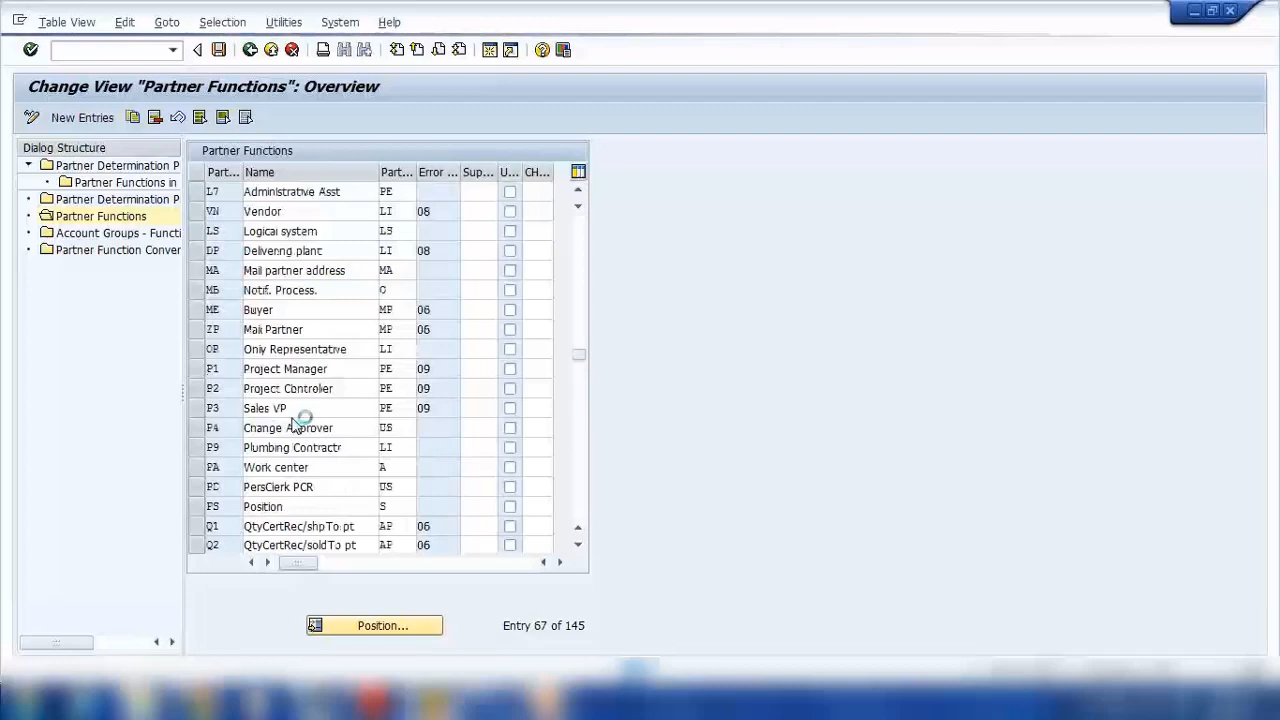 Table View Edit Goto Selection Utilities System Help
Change View "Partner Functions": Overview
New Entries
Dialog Structure
Partner Determination P
Partner Functions in
Partner Determination P
Partner Functions
Account Groups - Functi
Partner Function Conver
Partner Functions
Part... Name Part... Error ... Sup... U... CH...
L7 Administrative Asst PE
VN Vendor LI 08
LS Logical system LS
DP Delivering plant LI 08
MA Mail partner address MA
MB Notif. Process. O
ME Buyer MP 06
ZP Mail Partner MP 06
OR Only Representative LI
P1 Project Manager PE 09
P2 Project Controller PE 09
P3 Sales VP PE 09
P4 Change Approver US
P9 Plumbing Contractr LI
PA Work center A
PC PersClerk PCR US
PS Position S
Q1 QtyCertRec/shpTo pt AP 06
Q2 QtyCertRec/soldTo pt AP 06
Position... Entry 67 of 145